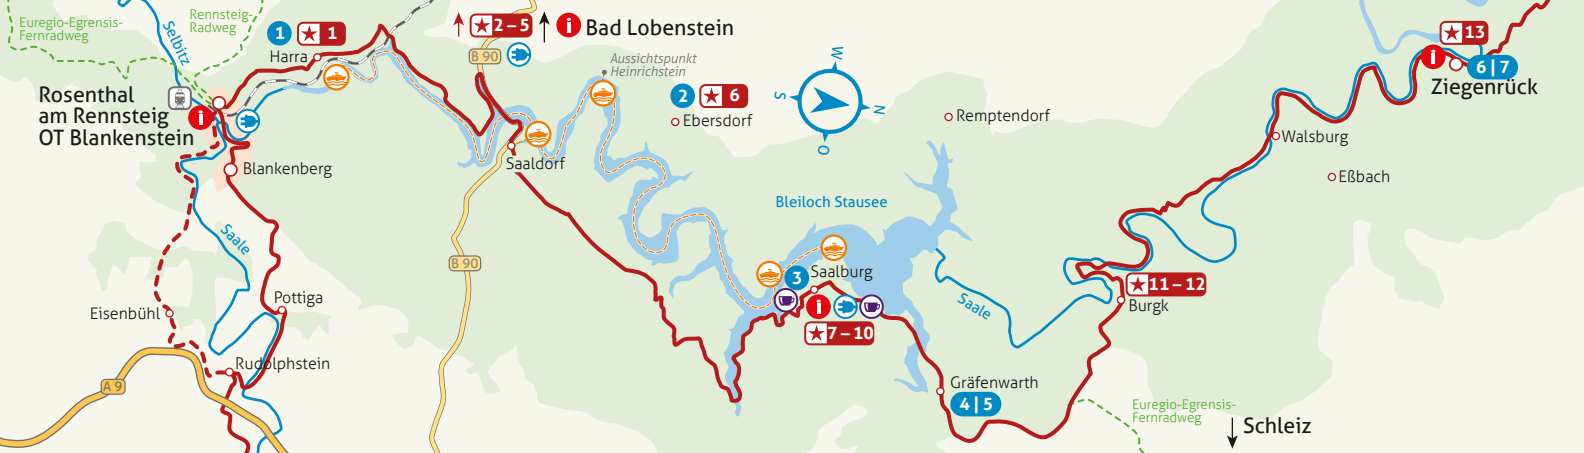 Euregio-Egrensis-
Fernradweg
Rennsteig-
Radweg
Selbitz
1
1
Harra
Rosenthal
am Rennsteig
OT Blankenstein
i
Blankenberg
Saale
Pottiga
Eisenbühl
Rudolphstein
A 9
2 – 5
i
Bad Lobenstein
B 90
Aussichtspunkt
Heinrichstein
2
6
Ebersdorf
Saaldorf
B 90
W
S
N
O
Remptendorf
Bleiloch Stausee
3
Saalburg
i
7 – 10
Saale
Gräfenwarth
4 | 5
11 – 12
Burgk
Euregio-Egrensis-
Fernradweg
Schleiz
13
i
6 | 7
Ziegenrück
Walsburg
Eßbach